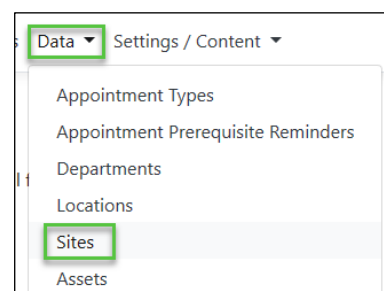 Data ▼ Settings / Content ▼
Appointment Types
Appointment Prerequisite Reminders
Departments
Locations
Sites
Assets